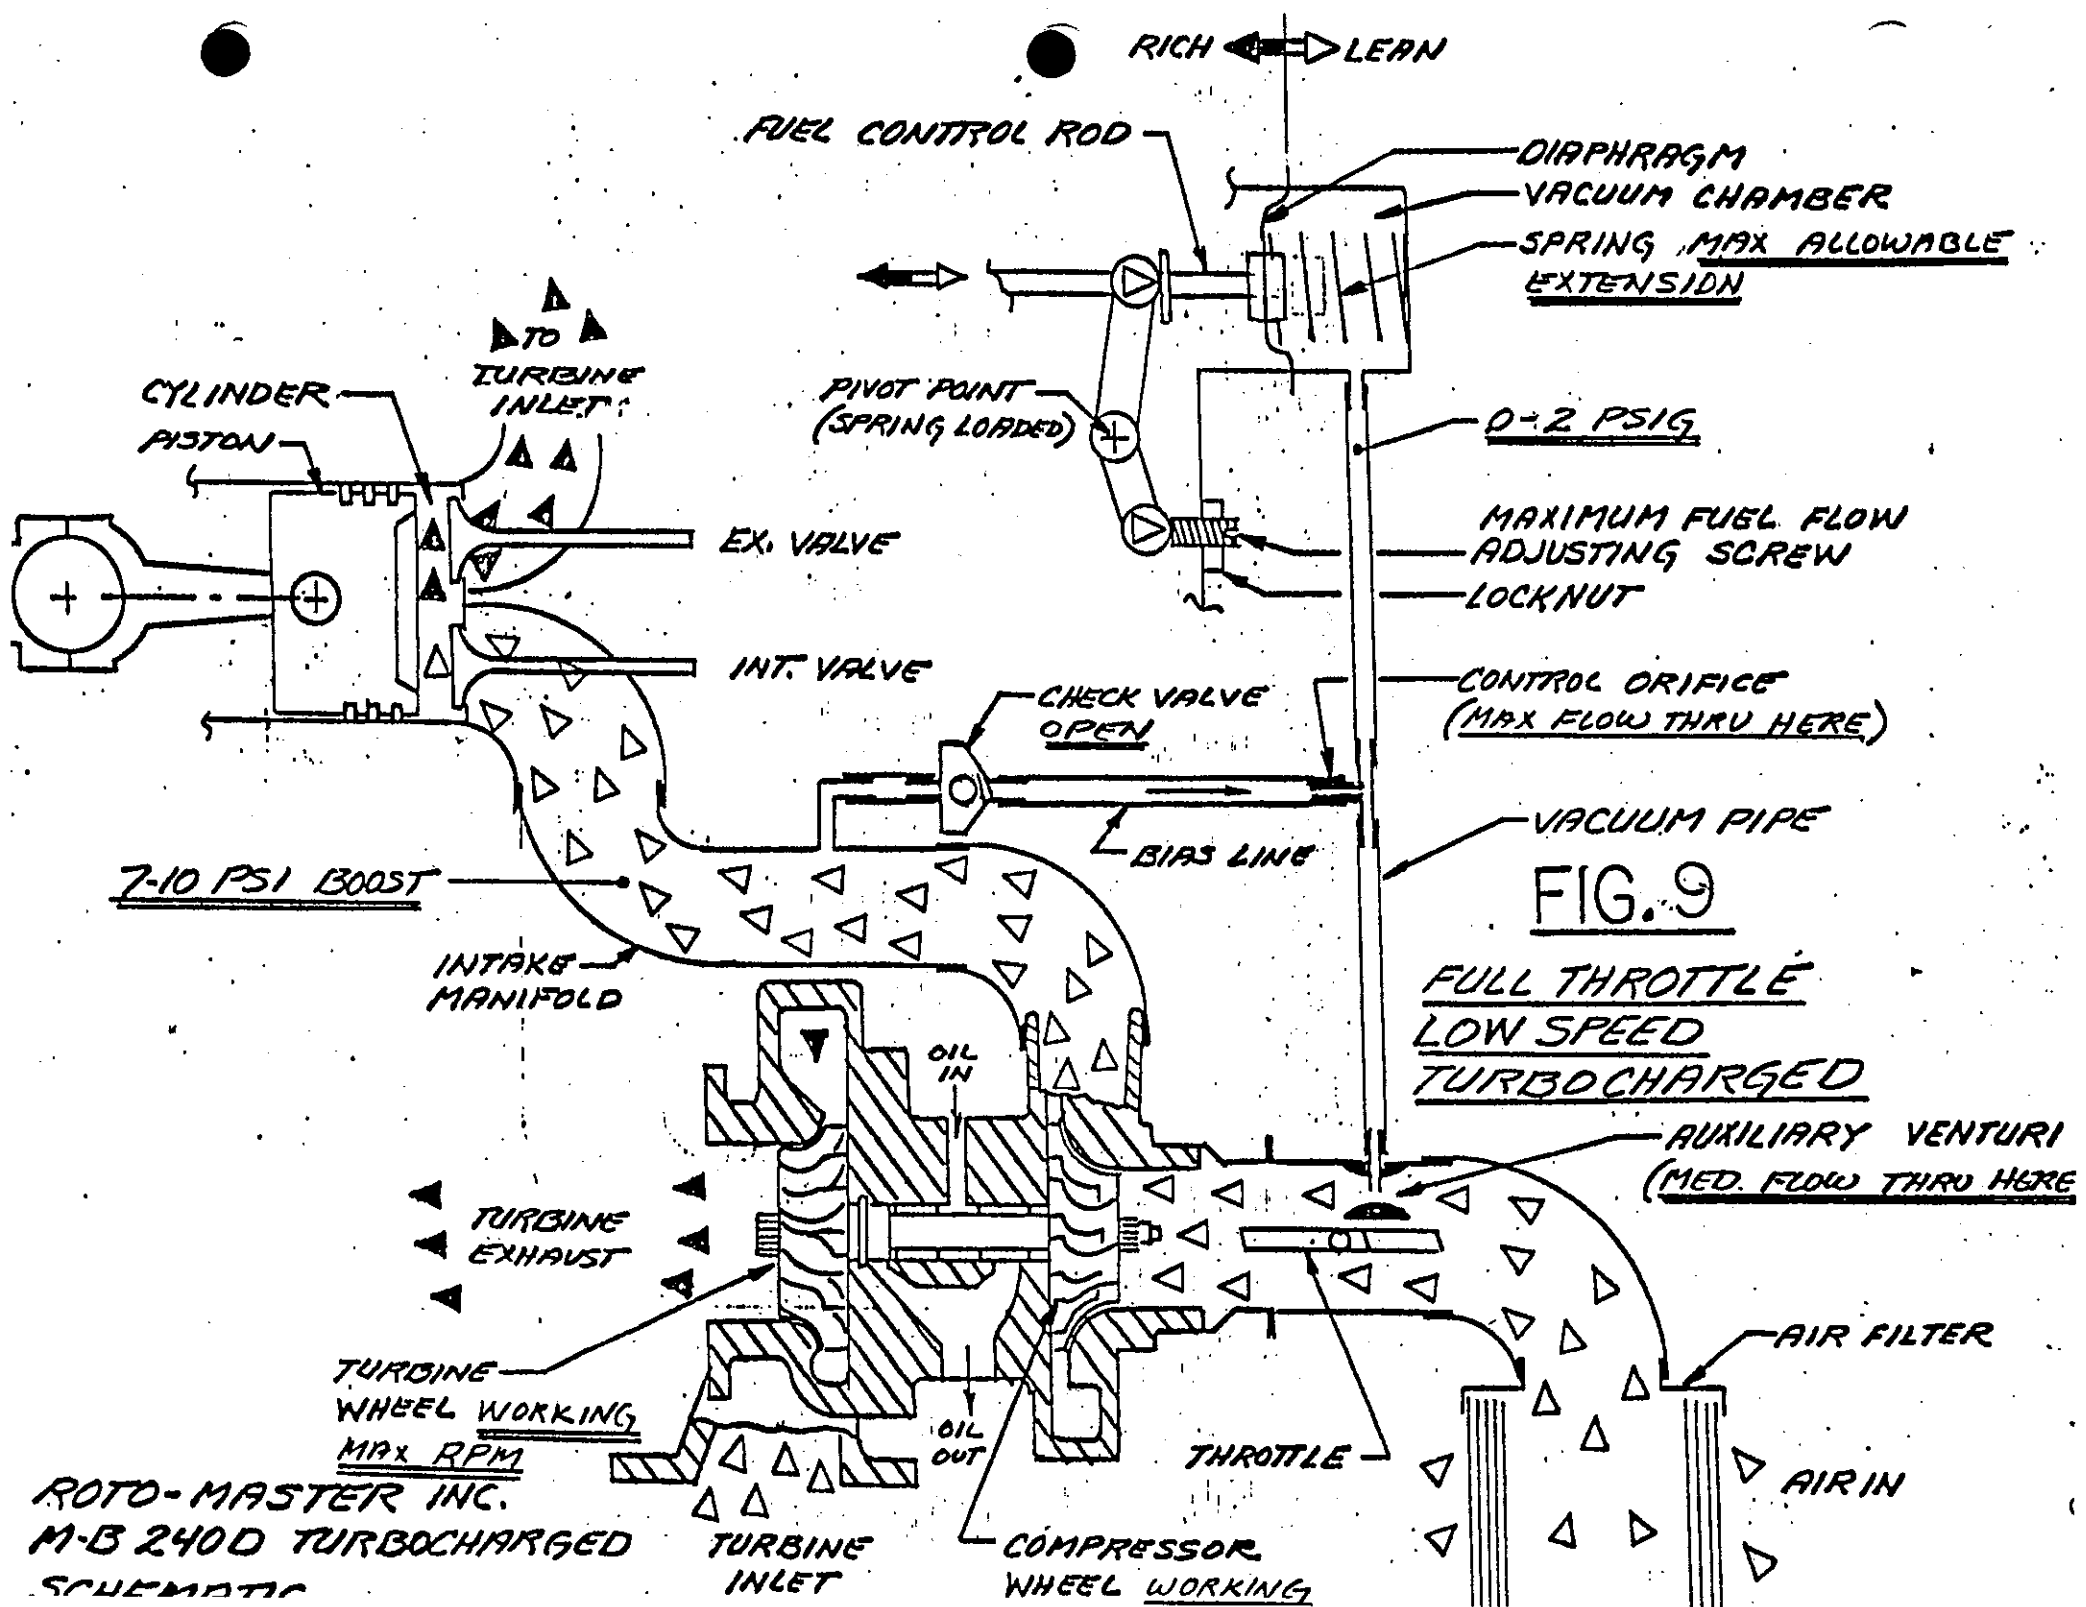 RICH LEAN
FUEL CONTROL ROD
DIAPHRAGM
VACUUM CHAMBER
SPRING MAX ALLOWABLE
EXTENSION
TO
TURBINE
INLET
CYLINDER
PISTON
PIVOT POINT
(SPRING LOADED)
0-2 PSIG
EX. VALVE
MAXIMUM FUEL FLOW
ADJUSTING SCREW
LOCKNUT
INT. VALVE
CHECK VALVE
OPEN
CONTROL ORIFICE
(MAX FLOW THRU HERE)
VACUUM PIPE
BIAS LINE
7-10 PSI BOOST
FIG. 9
INTAKE
MANIFOLD
FULL THROTTLE
LOW SPEED
TURBOCHARGED
OIL
IN
AUXILIARY VENTURI
(MED. FLOW THRU HERE
TURBINE
EXHAUST
AIR FILTER
TURBINE
WHEEL WORKING
MAX RPM
OIL
OUT
THROTTLE
AIR IN
ROTO-MASTER INC.
M-B 240D TURBOCHARGED
SCHEMATIC
TURBINE
INLET
COMPRESSOR
WHEEL WORKING